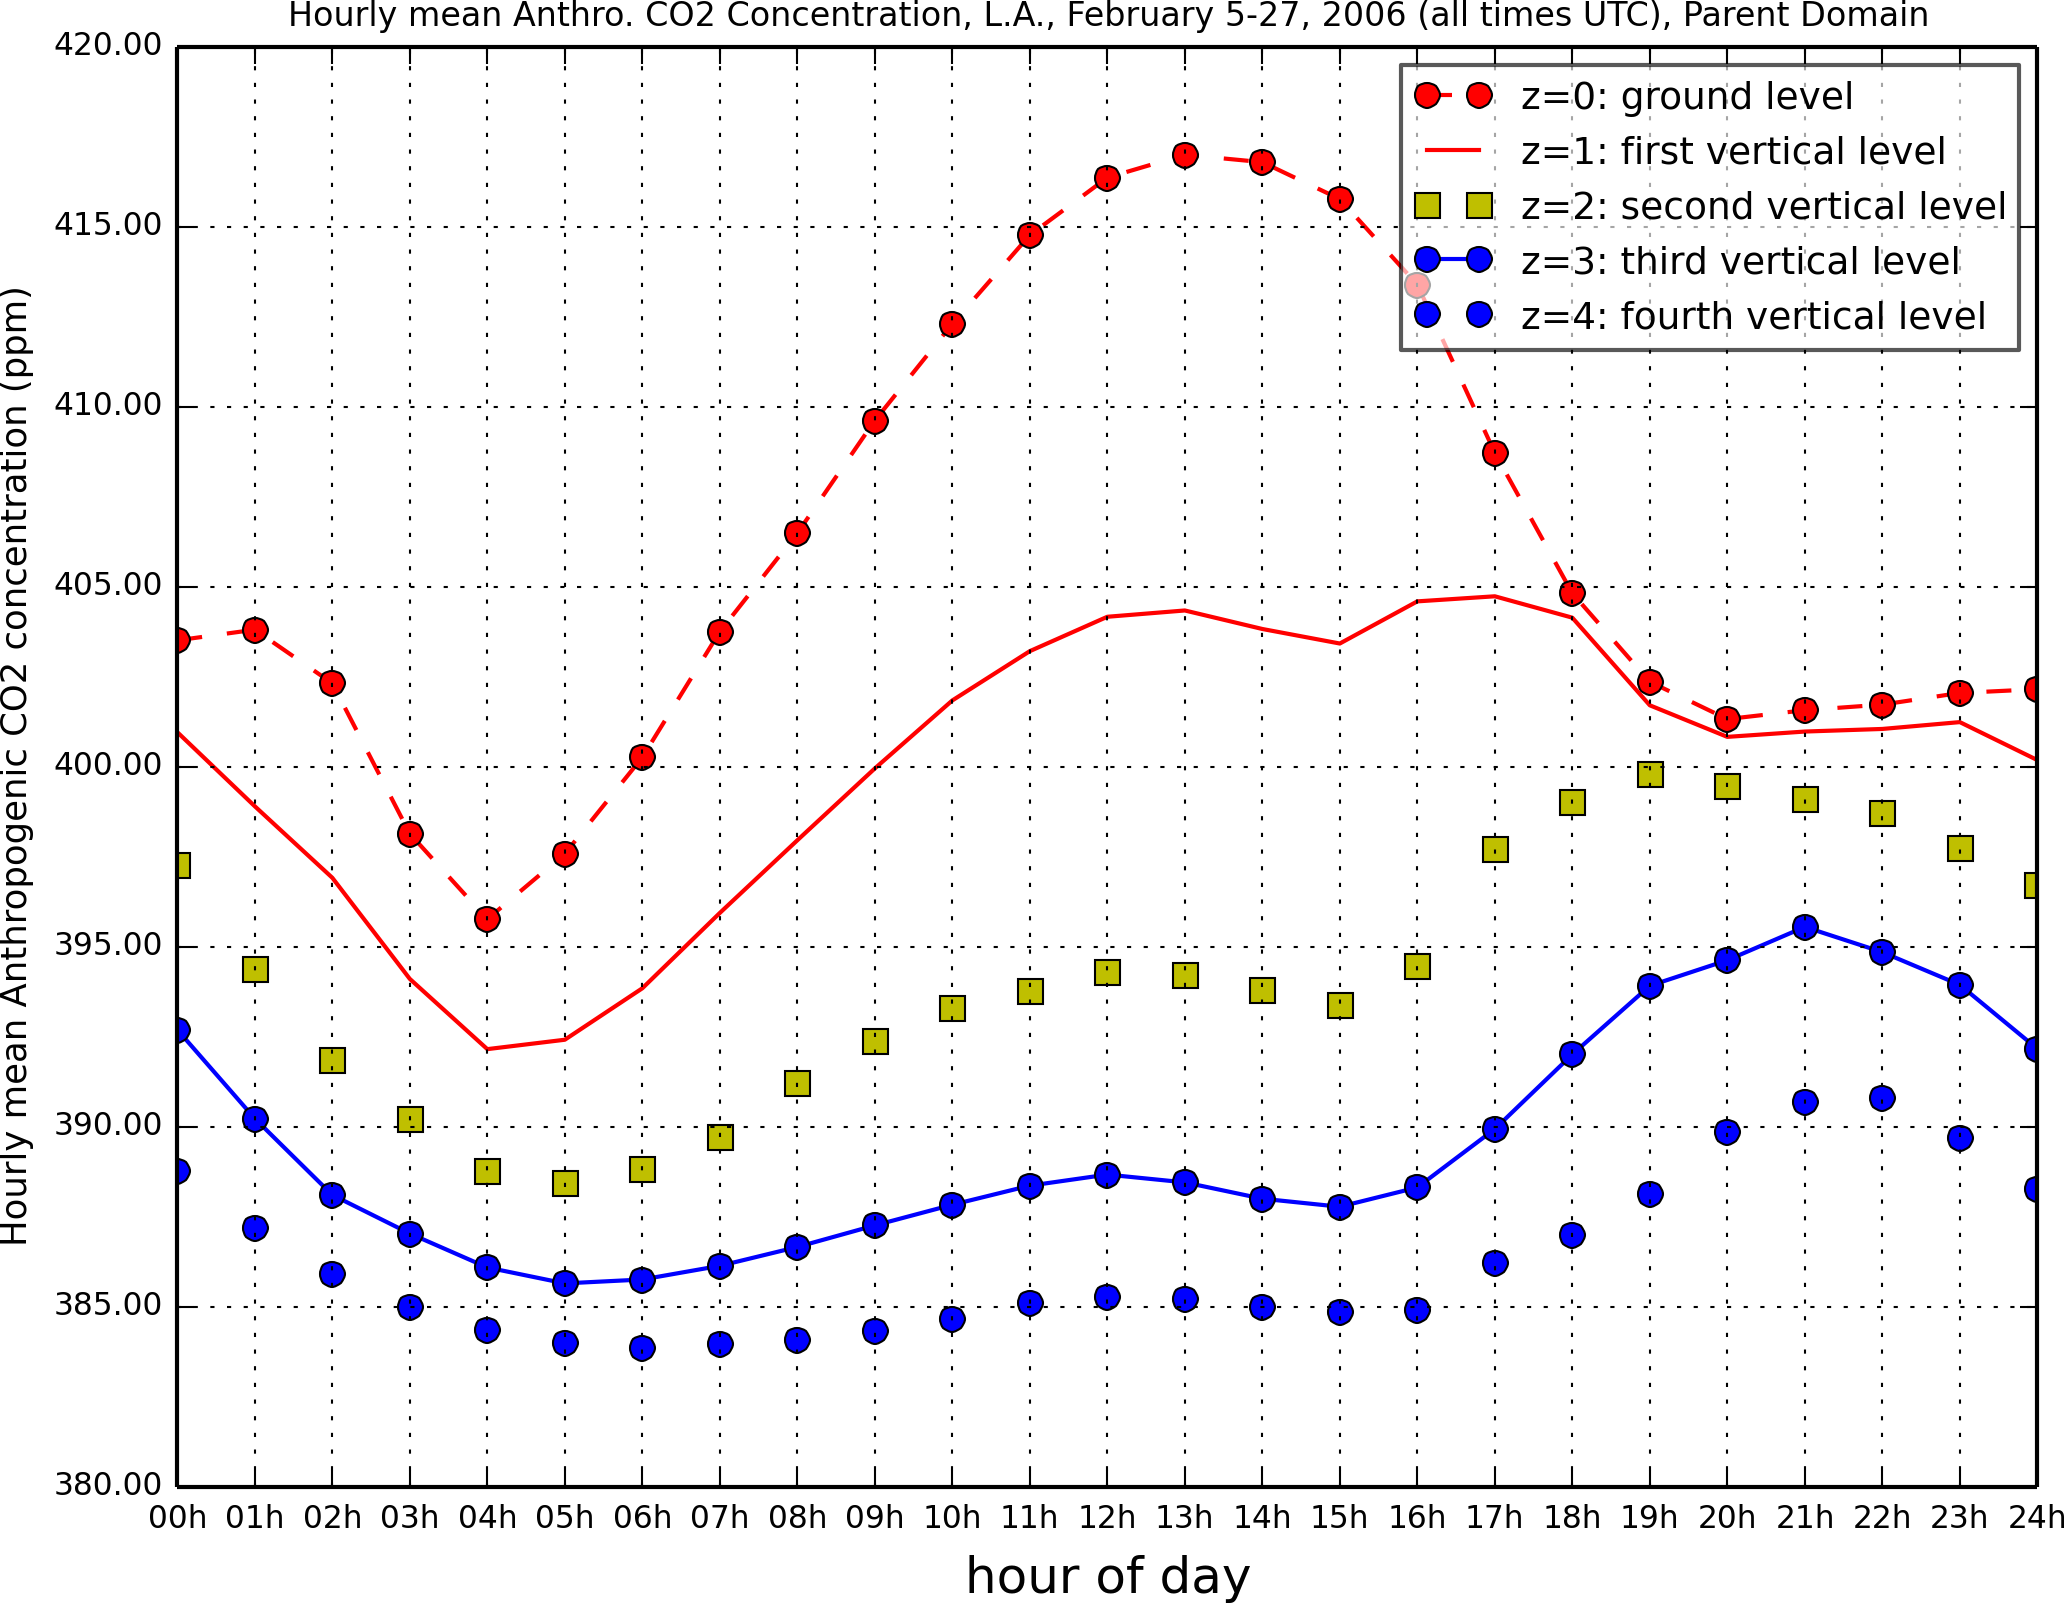 Hourly mean Anthro. CO2 Concentration, L.A., February 5-27, 2006 (all times UTC), Parent Domain
420.00
415.00
410.00
405.00
400.00
395.00
390.00
385.00
380.00
Hourly mean Anthropogenic CO2 concentration (ppm)
z=0: ground level
z=1: first vertical level
z=2: second vertical level
z=3: third vertical level
z=4: fourth vertical level
00h 01h 02h 03h 04h 05h 06h 07h 08h 09h 10h 11h 12h 13h 14h 15h 16h 17h 18h 19h 20h 21h 22h 23h 24h
hour of day